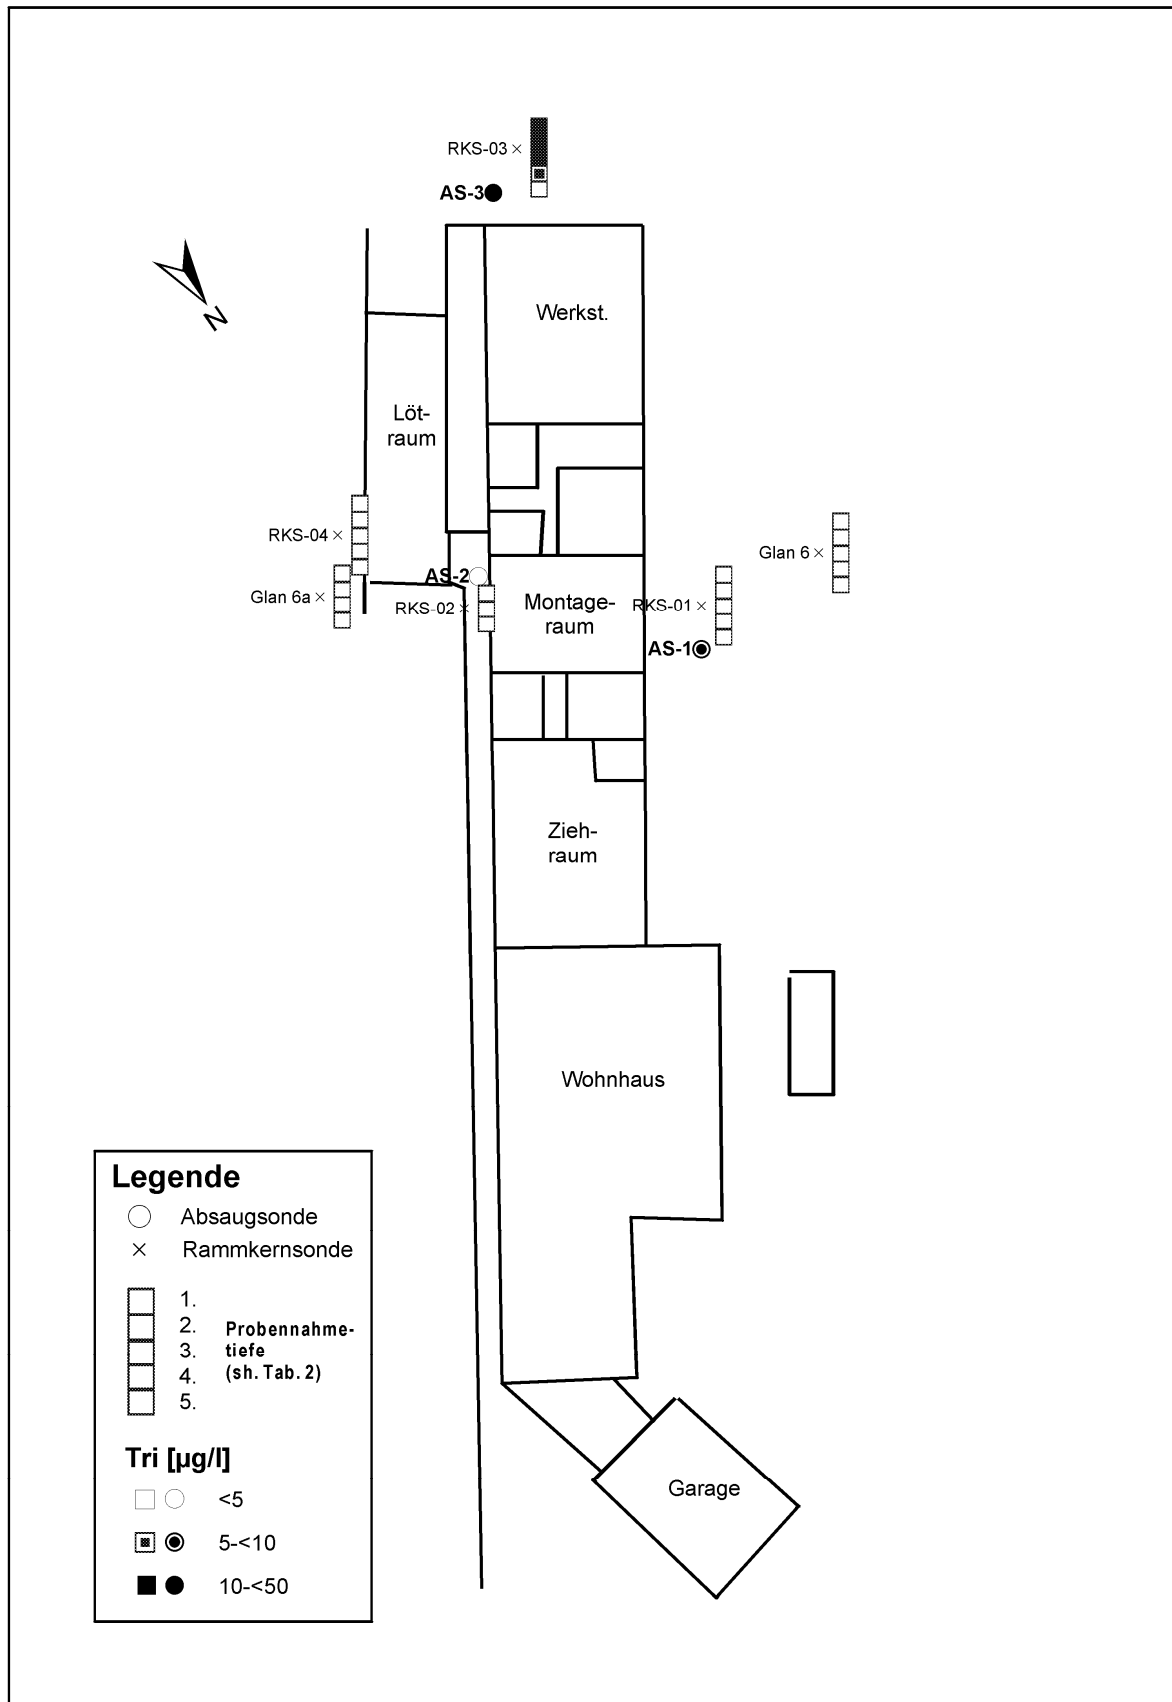 RKS-03
AS-3
N
Werkst.
Löt-
raum
RKS-04
Glan 6
AS-2
Glan 6a
RKS-02
Montage-
raum
RKS-01
AS-1
Zieh-
raum
Wohnhaus
Legende
Absaugsonde
Rammkernsonde
1.
2.
3.
4.
5.
Probennahme-
tiefe
(sh. Tab. 2)
Tri [µg/l]
<5
5-<10
10-<50
Garage